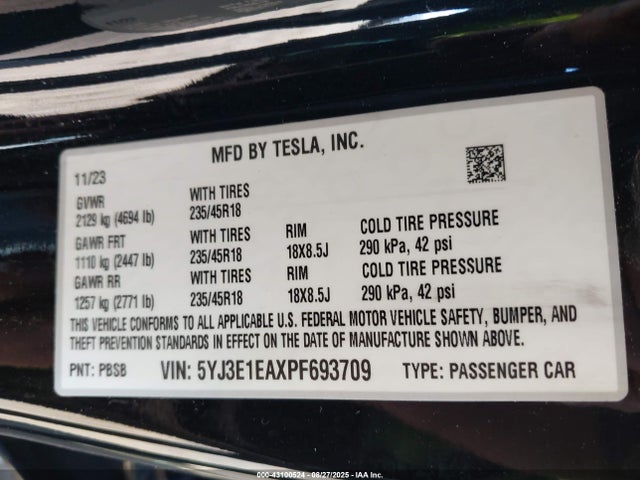 MFD BY TESLA, INC.
11/23
GVWR WITH TIRES
2129 kg (4694 lb) 235/45R18
GAWR FRT WITH TIRES RIM COLD TIRE PRESSURE
1110 kg (2447 lb) 235/45R18 18X8.5J 290 kPa, 42 psi
GAWR RR WITH TIRES RIM COLD TIRE PRESSURE
1257 kg (2771 lb) 235/45R18 18X8.5J 290 kPa, 42 psi
THIS VEHICLE CONFORMS TO ALL APPLICABLE U.S. FEDERAL MOTOR VEHICLE SAFETY, BUMPER, AND
THEFT PREVENTION STANDARDS IN EFFECT ON THE DATE OF MANUFACTURE SHOWN ABOVE.
PNT: PBSB VIN: 5YJ3E1EAXPF693709 TYPE: PASSENGER CAR
000-43100524 - 08/27/2025 - IAA Inc.